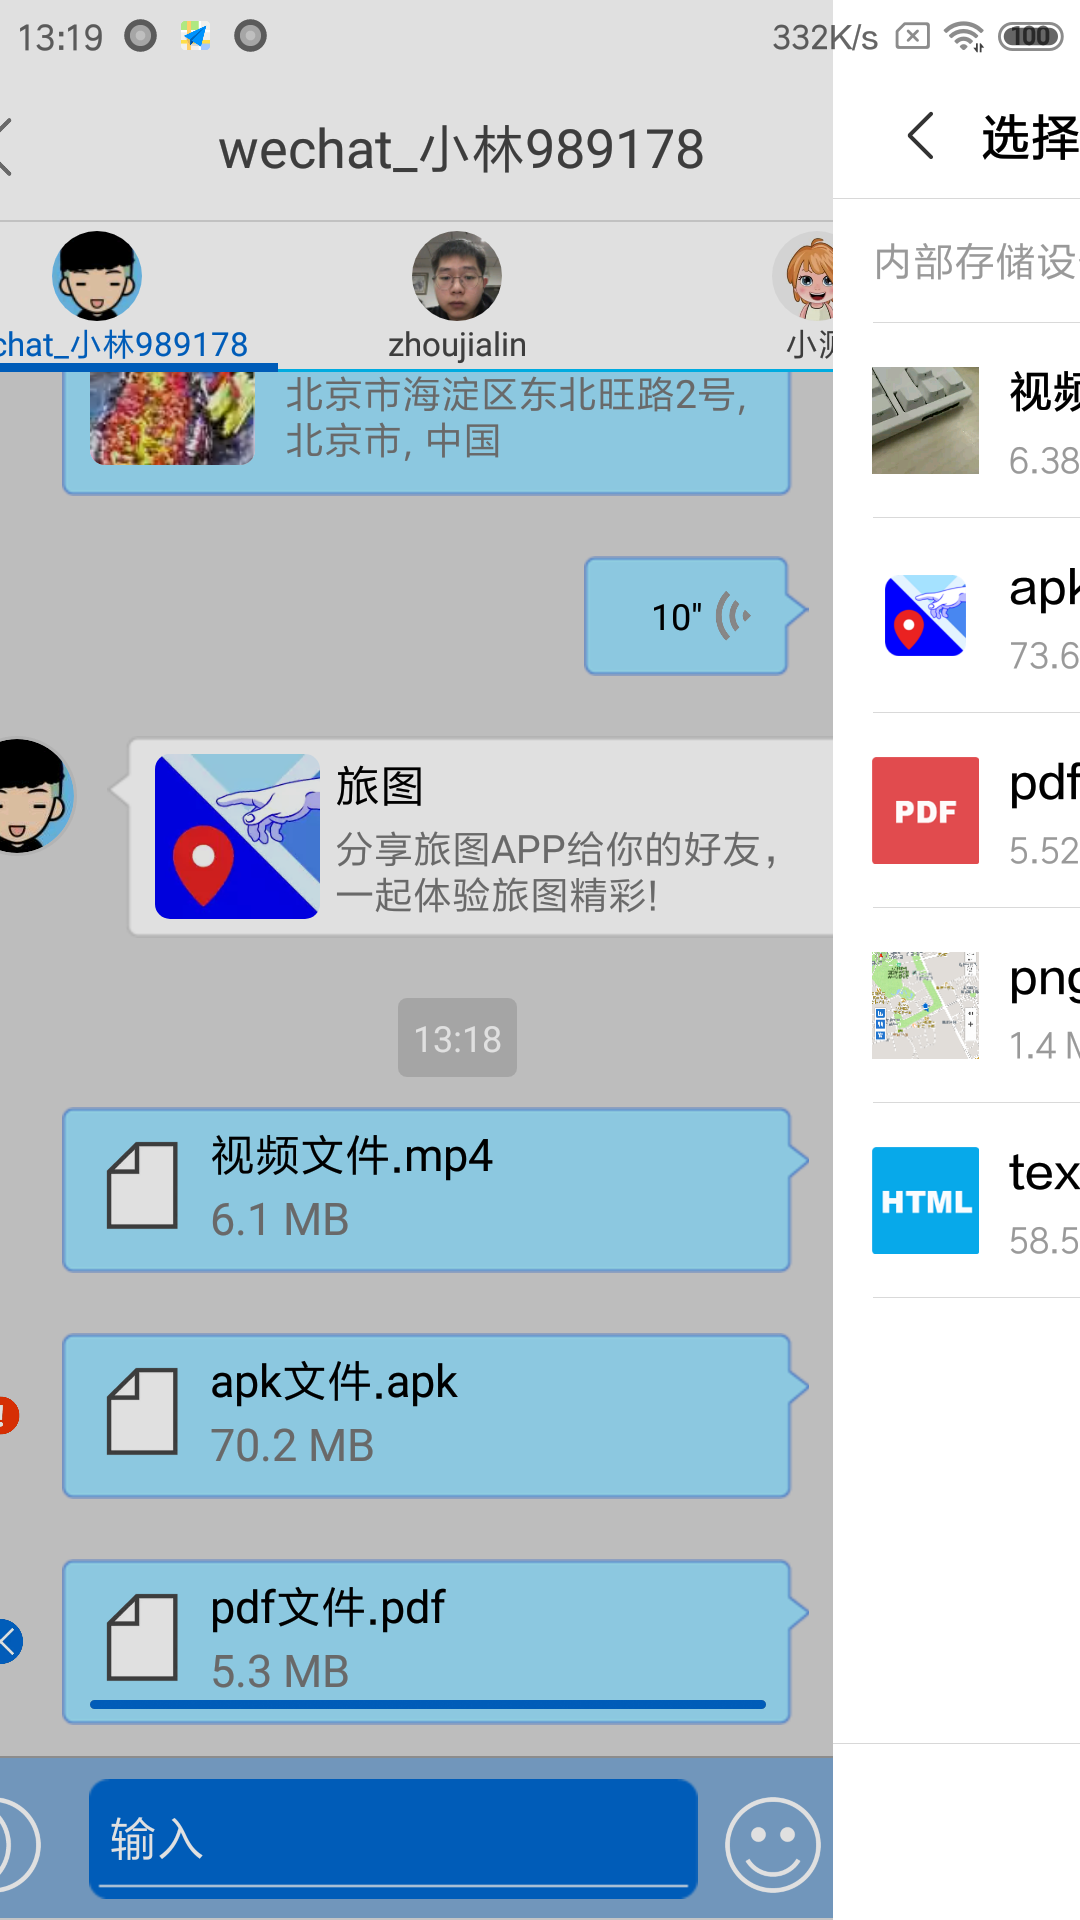 13:19
332K/s
100
wechat_小林989178
选择
内部存储设
chat_小林989178
zhoujialin
小测
北京市海淀区东北旺路2号,
北京市, 中国
视频
6.38
10"
apk
73.6
旅图
分享旅图APP给你的好友，
一起体验旅图精彩!
PDF
pdf
5.52
png
1.4 M
13:18
视频文件.mp4
6.1 MB
HTML
tex
58.5
apk文件.apk
70.2 MB
pdf文件.pdf
5.3 MB
输入